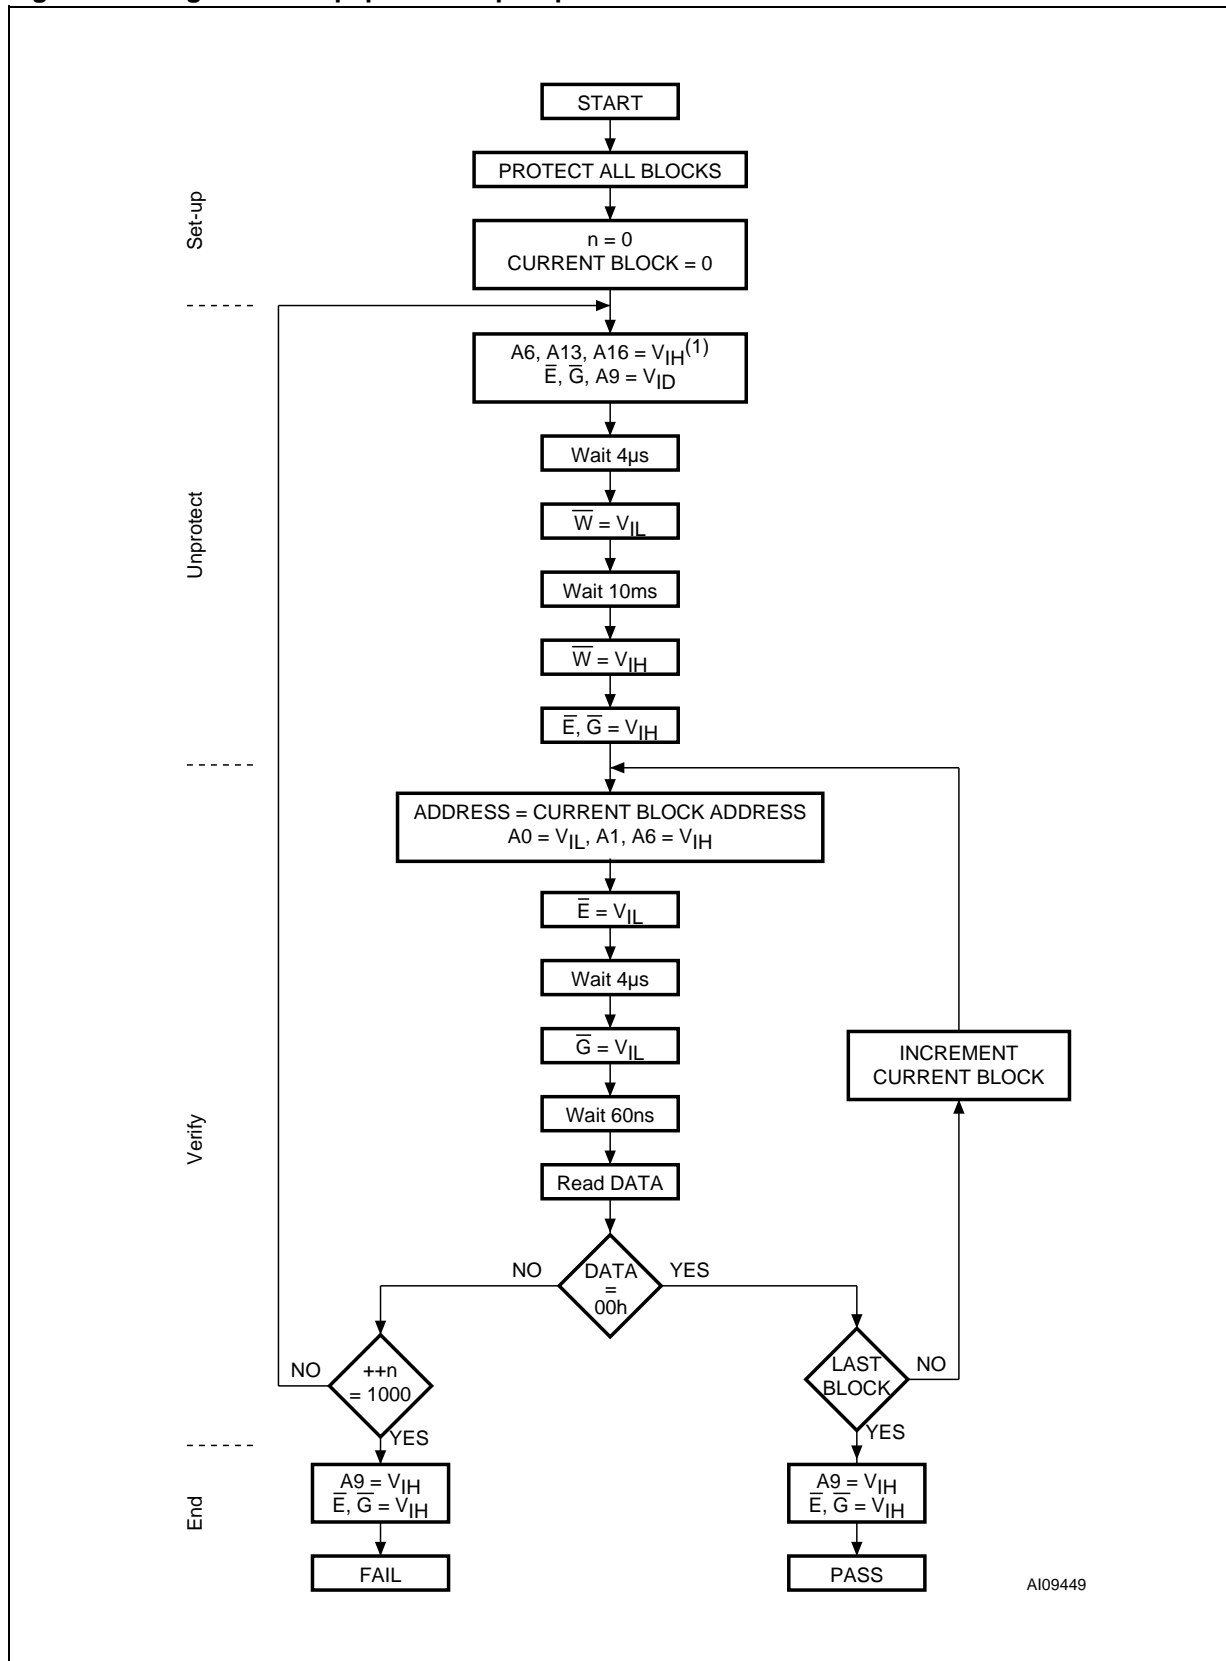 START
PROTECT ALL BLOCKS
Set-up
n = 0
CURRENT BLOCK = 0
A6, A13, A16 = VIH(1)
E̅, G̅, A9 = VID
Wait 4µs
Unprotect
W̅ = VIL
Wait 10ms
W̅ = VIH
E̅, G̅ = VIH
ADDRESS = CURRENT BLOCK ADDRESS
A0 = VIL, A1, A6 = VIH
E̅ = VIL
Wait 4µs
G̅ = VIL
INCREMENT
CURRENT BLOCK
Wait 60ns
Verify
Read DATA
NO
DATA
=
00h
YES
NO
++n
= 1000
YES
LAST
BLOCK
NO
YES
End
A9 = VIH
E̅, G̅ = VIH
A9 = VIH
E̅, G̅ = VIH
FAIL
PASS
AI09449